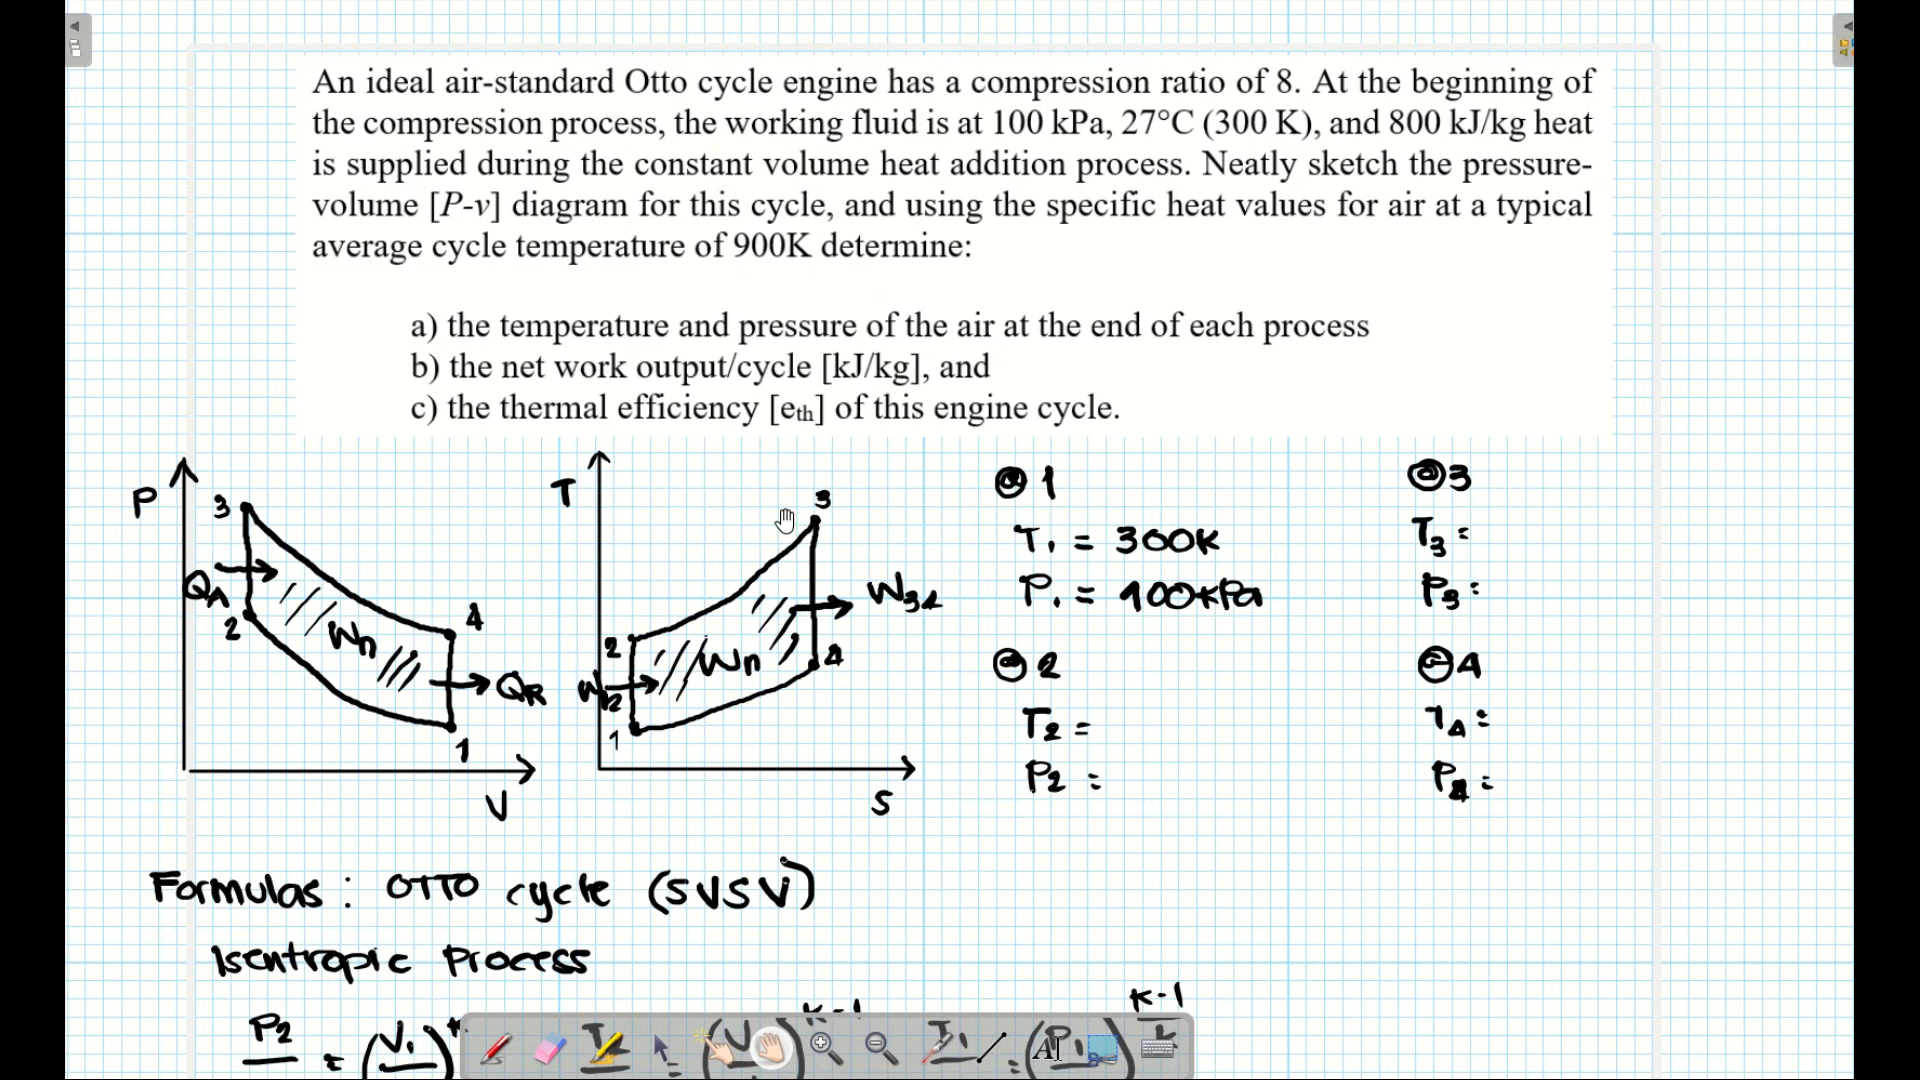 An ideal air-standard Otto cycle engine has a compression ratio of 8. At the beginning of
the compression process, the working fluid is at 100 kPa, 27°C (300 K), and 800 kJ/kg heat
is supplied during the constant volume heat addition process. Neatly sketch the pressure-
volume [P-v] diagram for this cycle, and using the specific heat values for air at a typical
average cycle temperature of 900K determine:
a) the temperature and pressure of the air at the end of each process
b) the net work output/cycle [kJ/kg], and
c) the thermal efficiency [eth] of this engine cycle.
P
3
QA
2
Wn
4
QR
1
V
T
3
W34
2
Wn
4
W12
1
S
@ 1
T1 = 300K
P1 = 100kPa
@ 2
T2 =
P2 =
@ 3
T3 =
P3 =
@ 4
T4 =
P4 =
Formulas: OTTO cycle (SVSV)
Isentropic Process
P2 = (V1)
K-1
K-1